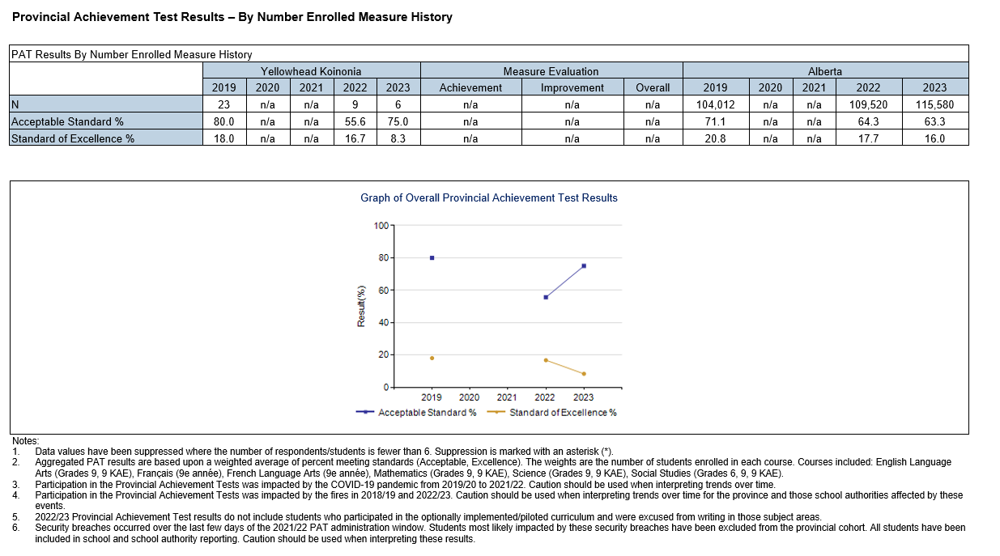 Provincial Achievement Test Results – By Number Enrolled Measure History
PAT Results By Number Enrolled Measure History
Yellowhead Koinonia Measure Evaluation Alberta
2019 2020 2021 2022 2023 Achievement Improvement Overall 2019 2020 2021 2022 2023
N 23 n/a n/a 9 6 n/a n/a n/a 104,012 n/a n/a 109,520 115,580
Acceptable Standard % 80.0 n/a n/a 55.6 75.0 n/a n/a n/a 71.1 n/a n/a 64.3 63.3
Standard of Excellence % 18.0 n/a n/a 16.7 8.3 n/a n/a n/a 20.8 n/a n/a 17.7 16.0
Graph of Overall Provincial Achievement Test Results
100
80
60
40
20
0
Result(%)
2019 2020 2021 2022 2023
Acceptable Standard % Standard of Excellence %
Notes:
1. Data values have been suppressed where the number of respondents/students is fewer than 6. Suppression is marked with an asterisk (*).
2. Aggregated PAT results are based upon a weighted average of percent meeting standards (Acceptable, Excellence). The weights are the number of students enrolled in each course. Courses included: English Language
Arts (Grades 9, 9 KAE), Français (9e année), French Language Arts (9e année), Mathematics (Grades 9, 9 KAE), Science (Grades 9, 9 KAE), Social Studies (Grades 6, 9, 9 KAE).
3. Participation in the Provincial Achievement Tests was impacted by the COVID-19 pandemic from 2019/20 to 2021/22. Caution should be used when interpreting trends over time.
4. Participation in the Provincial Achievement Tests was impacted by the fires in 2018/19 and 2022/23. Caution should be used when interpreting trends over time for the province and those school authorities affected by these
events.
5. 2022/23 Provincial Achievement Test results do not include students who participated in the optionally implemented/piloted curriculum and were excused from writing in those subject areas.
6. Security breaches occurred over the last few days of the 2021/22 PAT administration window. Students most likely impacted by these security breaches have been excluded from the provincial cohort. All students have been
included in school and school authority reporting. Caution should be used when interpreting these results.